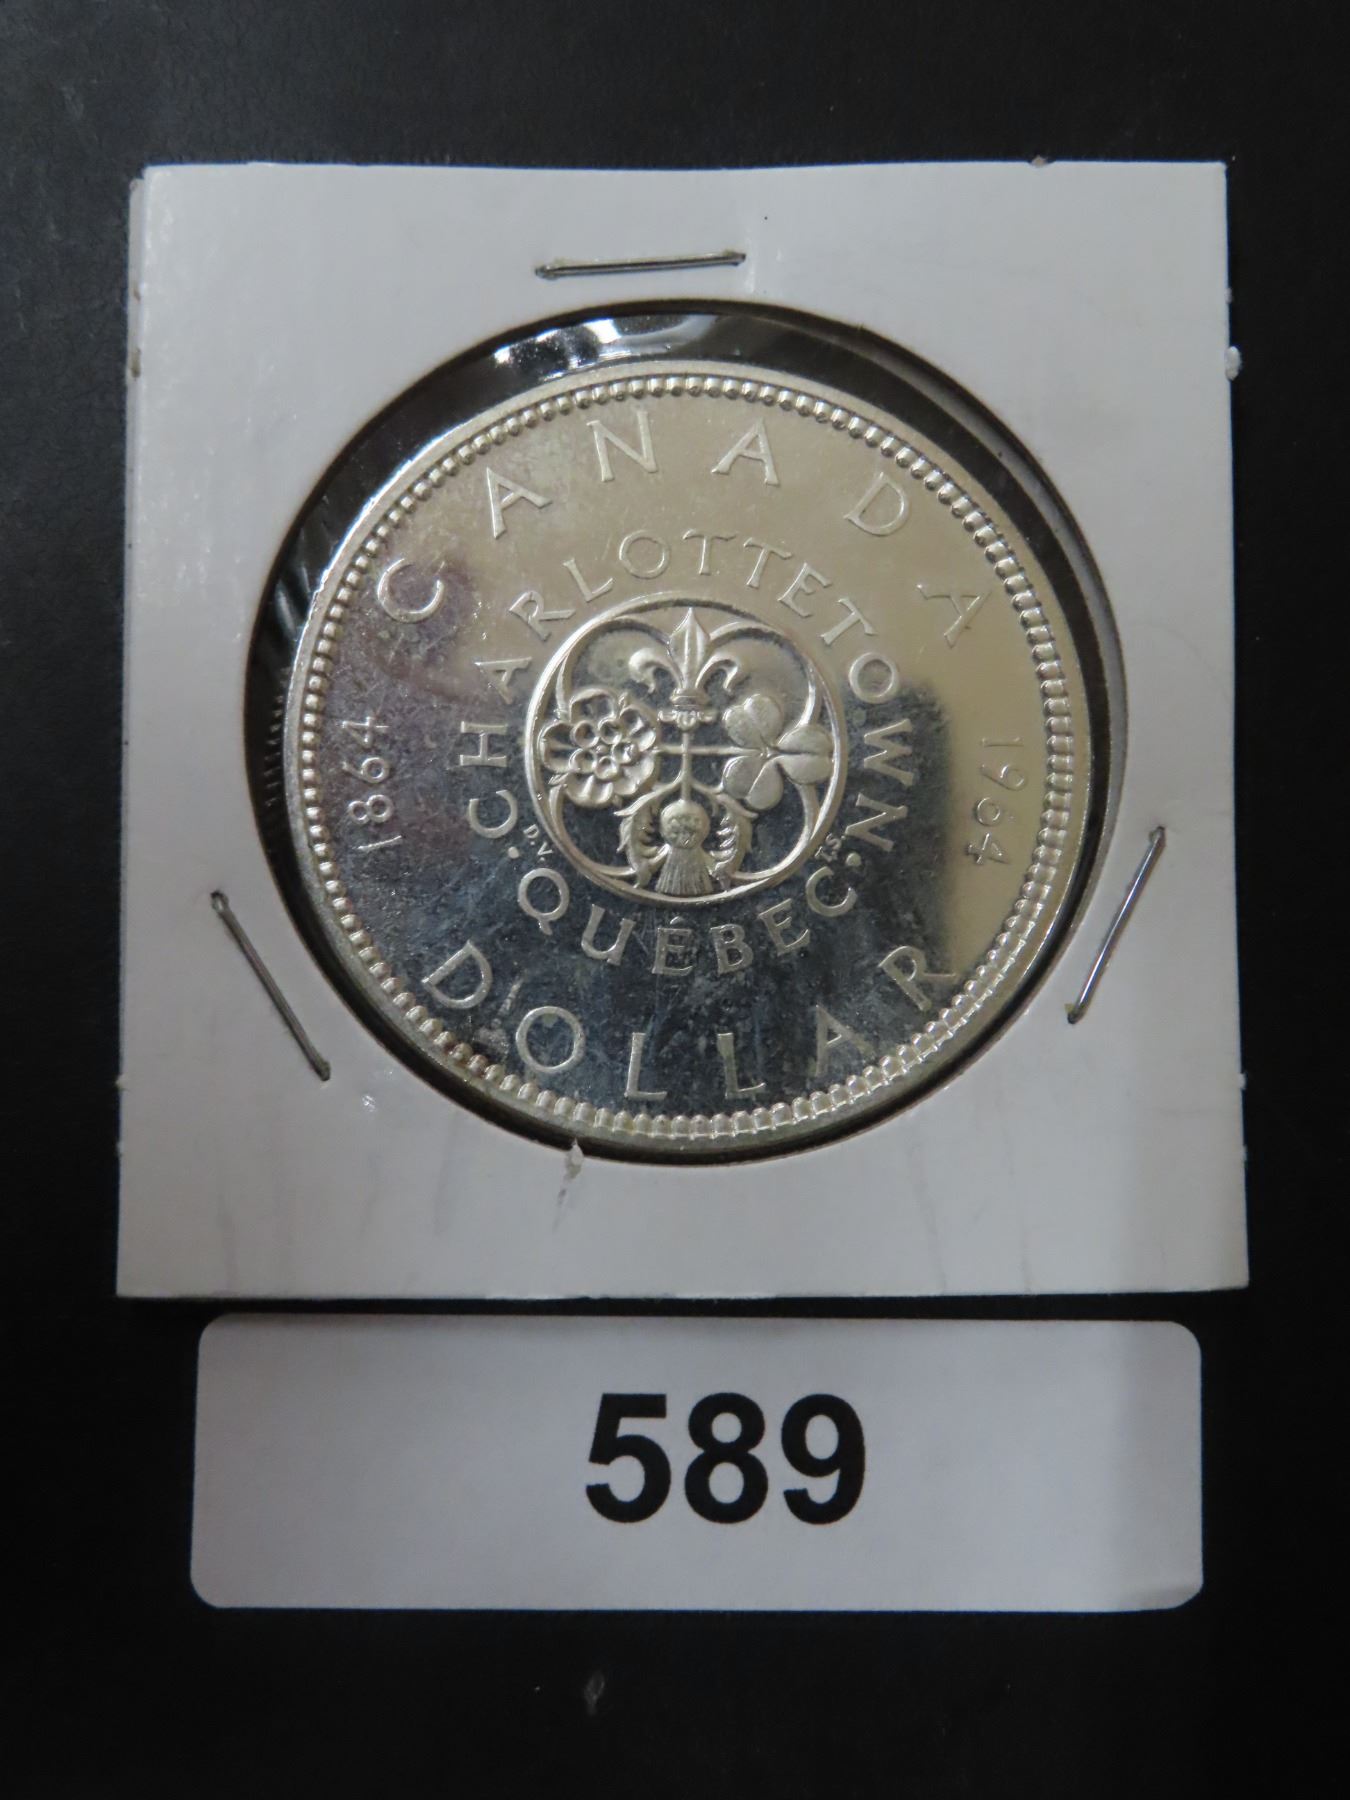 CANADA
CHARLOTTETOWN
1864
1964
D.V.
T.S.
• QUÉBEC •
DOLLAR
589